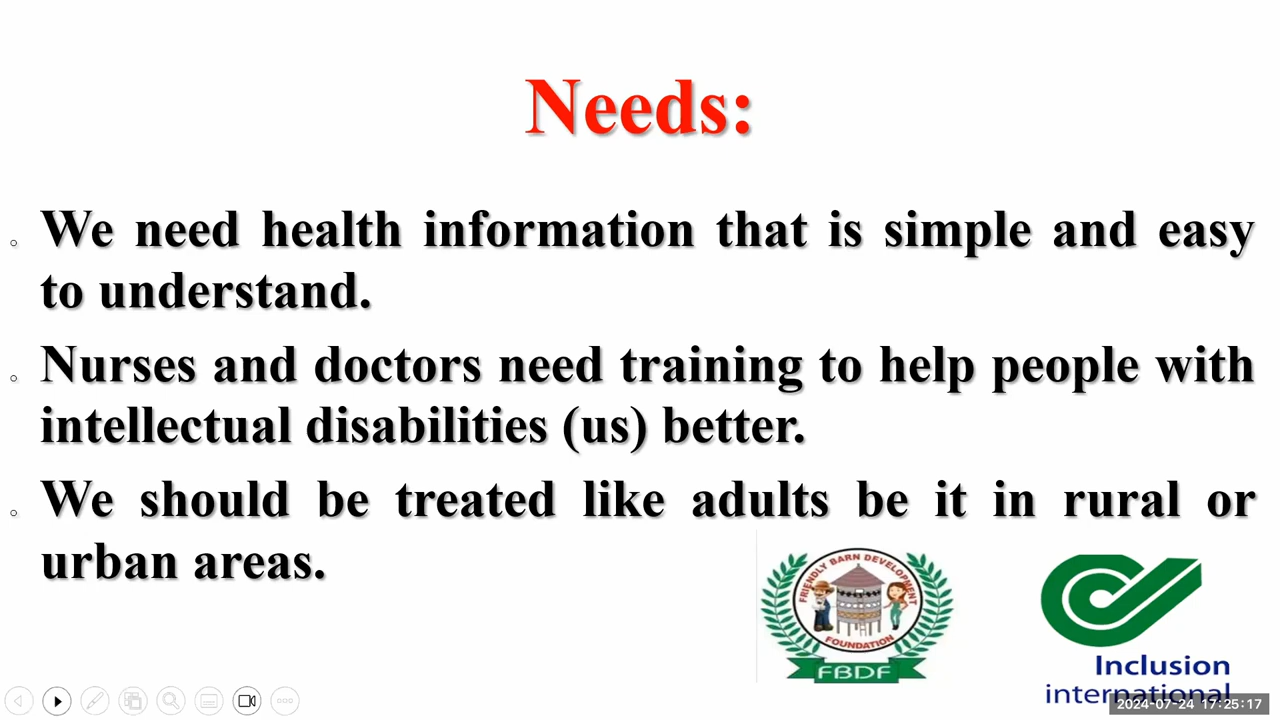 Needs:
We need health information that is simple and easy
to understand.
Nurses and doctors need training to help people with
intellectual disabilities (us) better.
We should be treated like adults be it in rural or
urban areas.
FRIENDLY BARN DEVELOPMENT
FOUNDATION
FBDF
Inclusion
international
2024-07-24 17:25:17